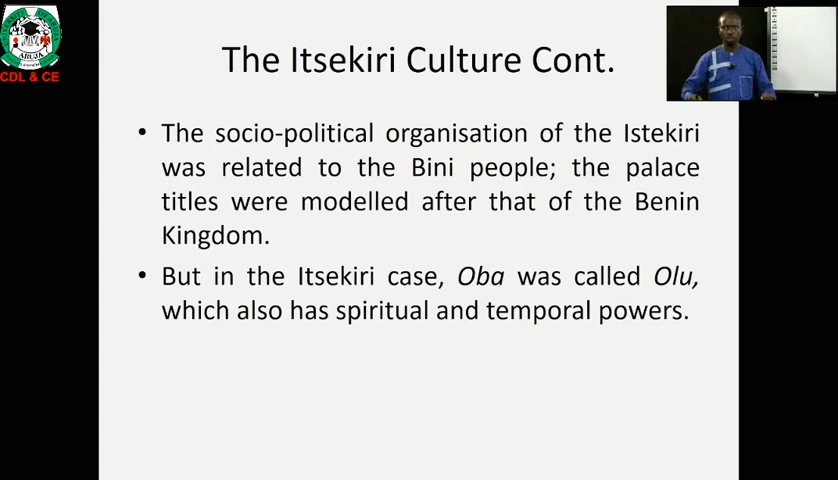 The Itsekiri Culture Cont.
CDL & CE
• The socio-political organisation of the Istekiri
was related to the Bini people; the palace
titles were modelled after that of the Benin
Kingdom.
• But in the Itsekiri case, Oba was called Olu,
which also has spiritual and temporal powers.